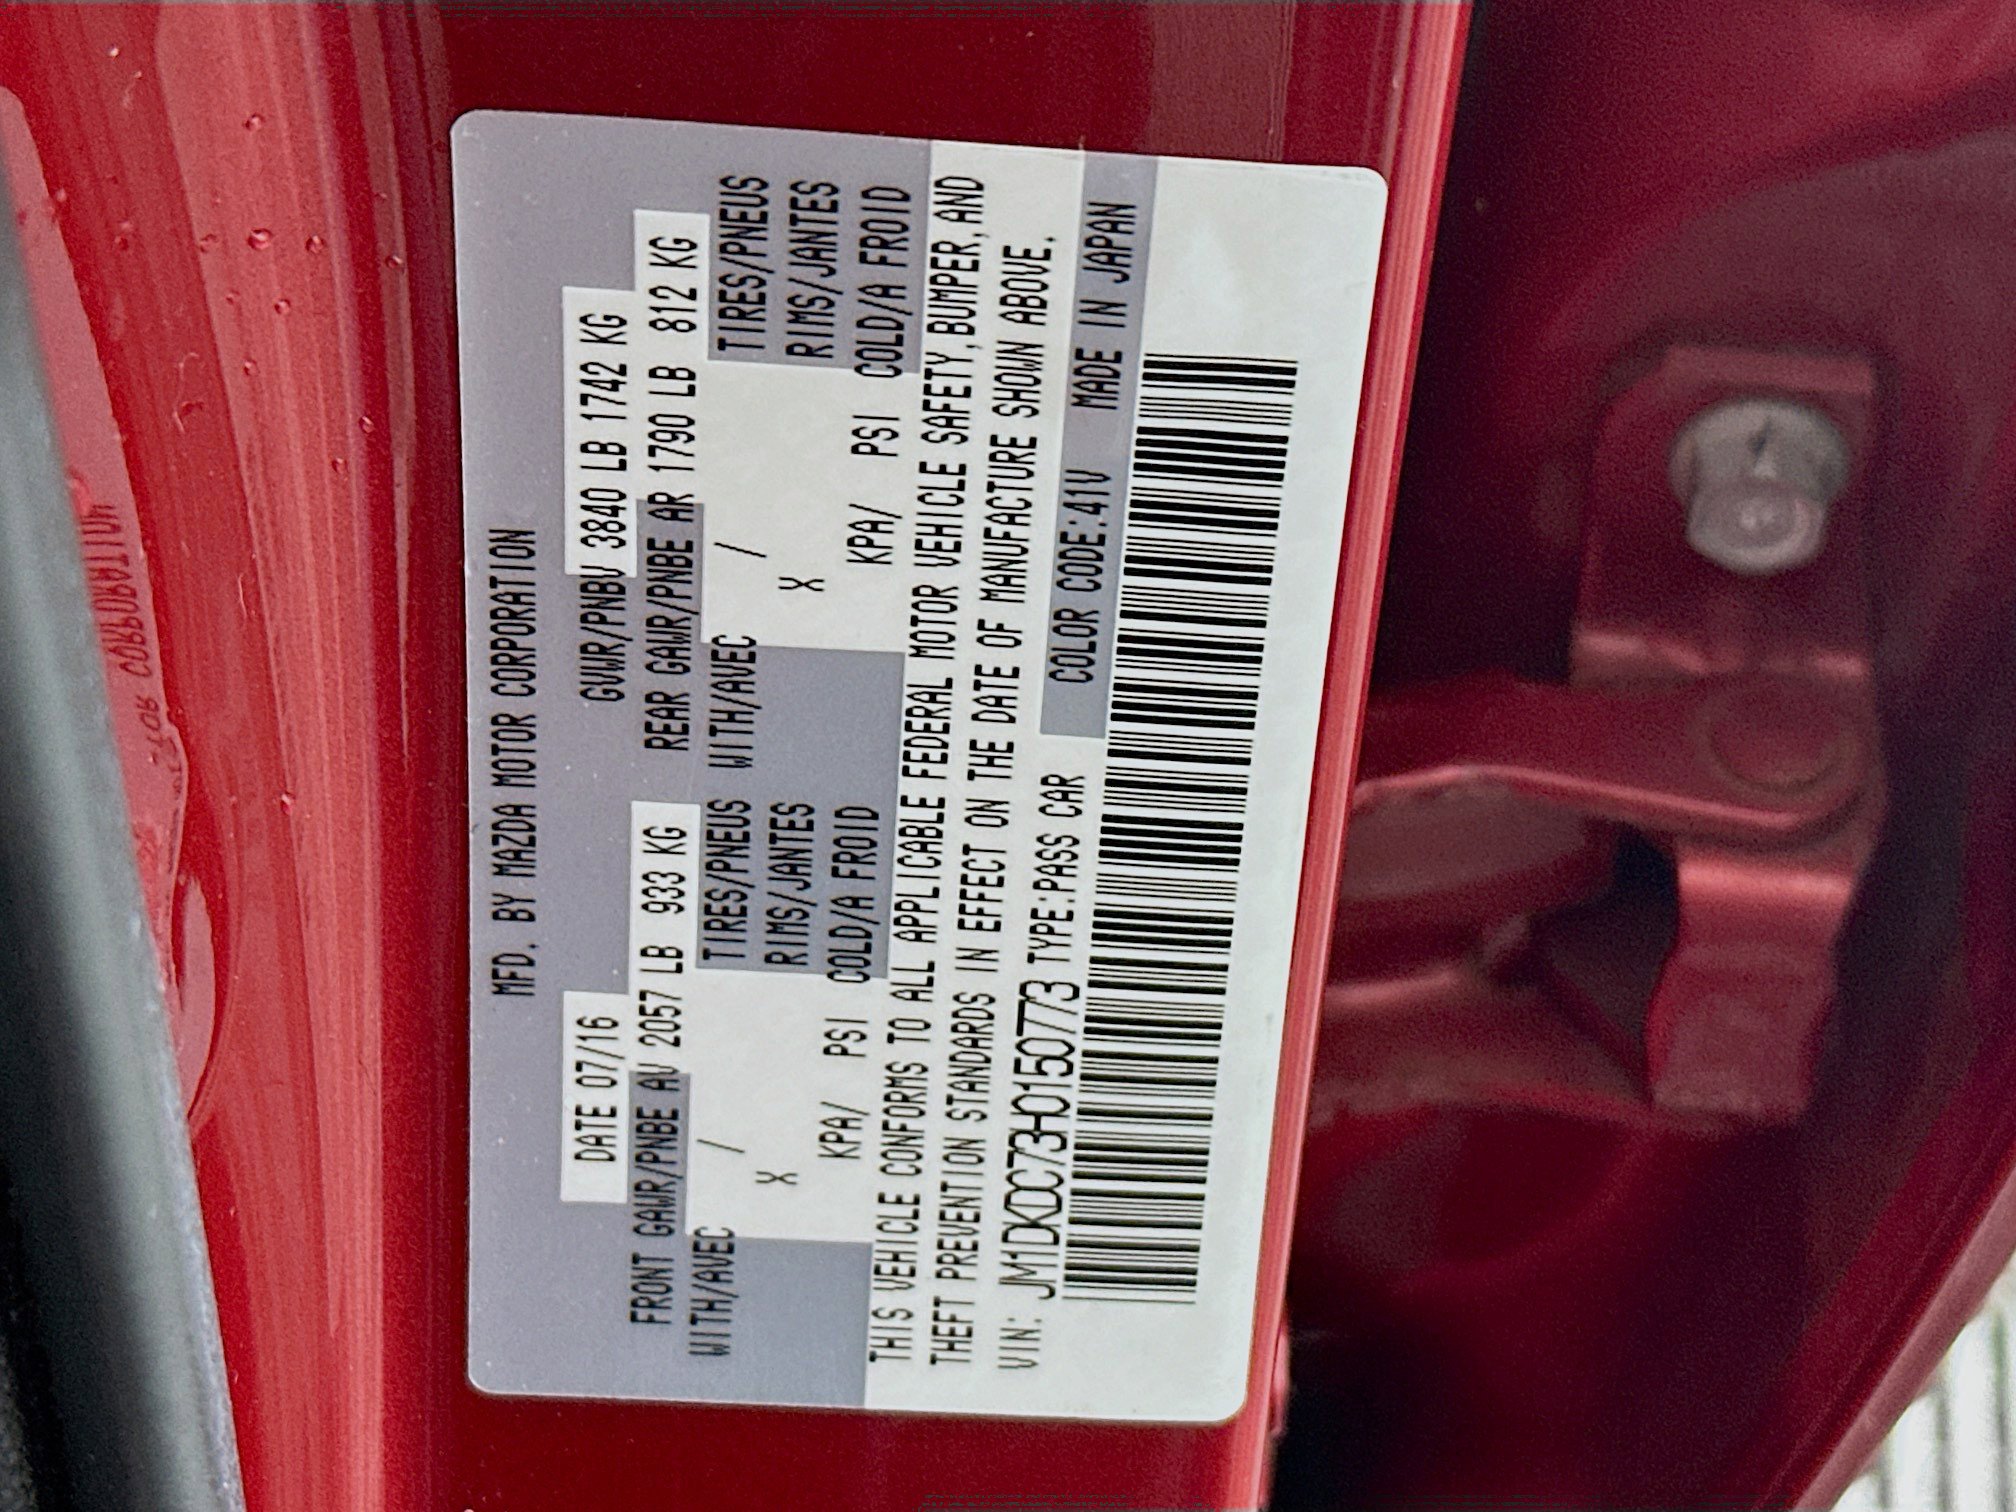 MFD. BY MAZDA MOTOR CORPORATION
DATE 07/16 GVWR/PNBV 3840 LB 1742 KG
FRONT GAWR/PNBE AV 2057 LB 933 KG REAR GAWR/PNBE AR 1790 LB 812 KG
WITH/AVEC / TIRES/PNEUS WITH/AVEC / TIRES/PNEUS
X RIMS/JANTES X RIMS/JANTES
KPA/ PSI COLD/A FROID KPA/ PSI COLD/A FROID
THIS VEHICLE CONFORMS TO ALL APPLICABLE FEDERAL MOTOR VEHICLE SAFETY, BUMPER, AND
THEFT PREVENTION STANDARDS IN EFFECT ON THE DATE OF MANUFACTURE SHOWN ABOVE.
VIN: JM1DKDC73H0150773 TYPE:PASS CAR
COLOR CODE:41V MADE IN JAPAN